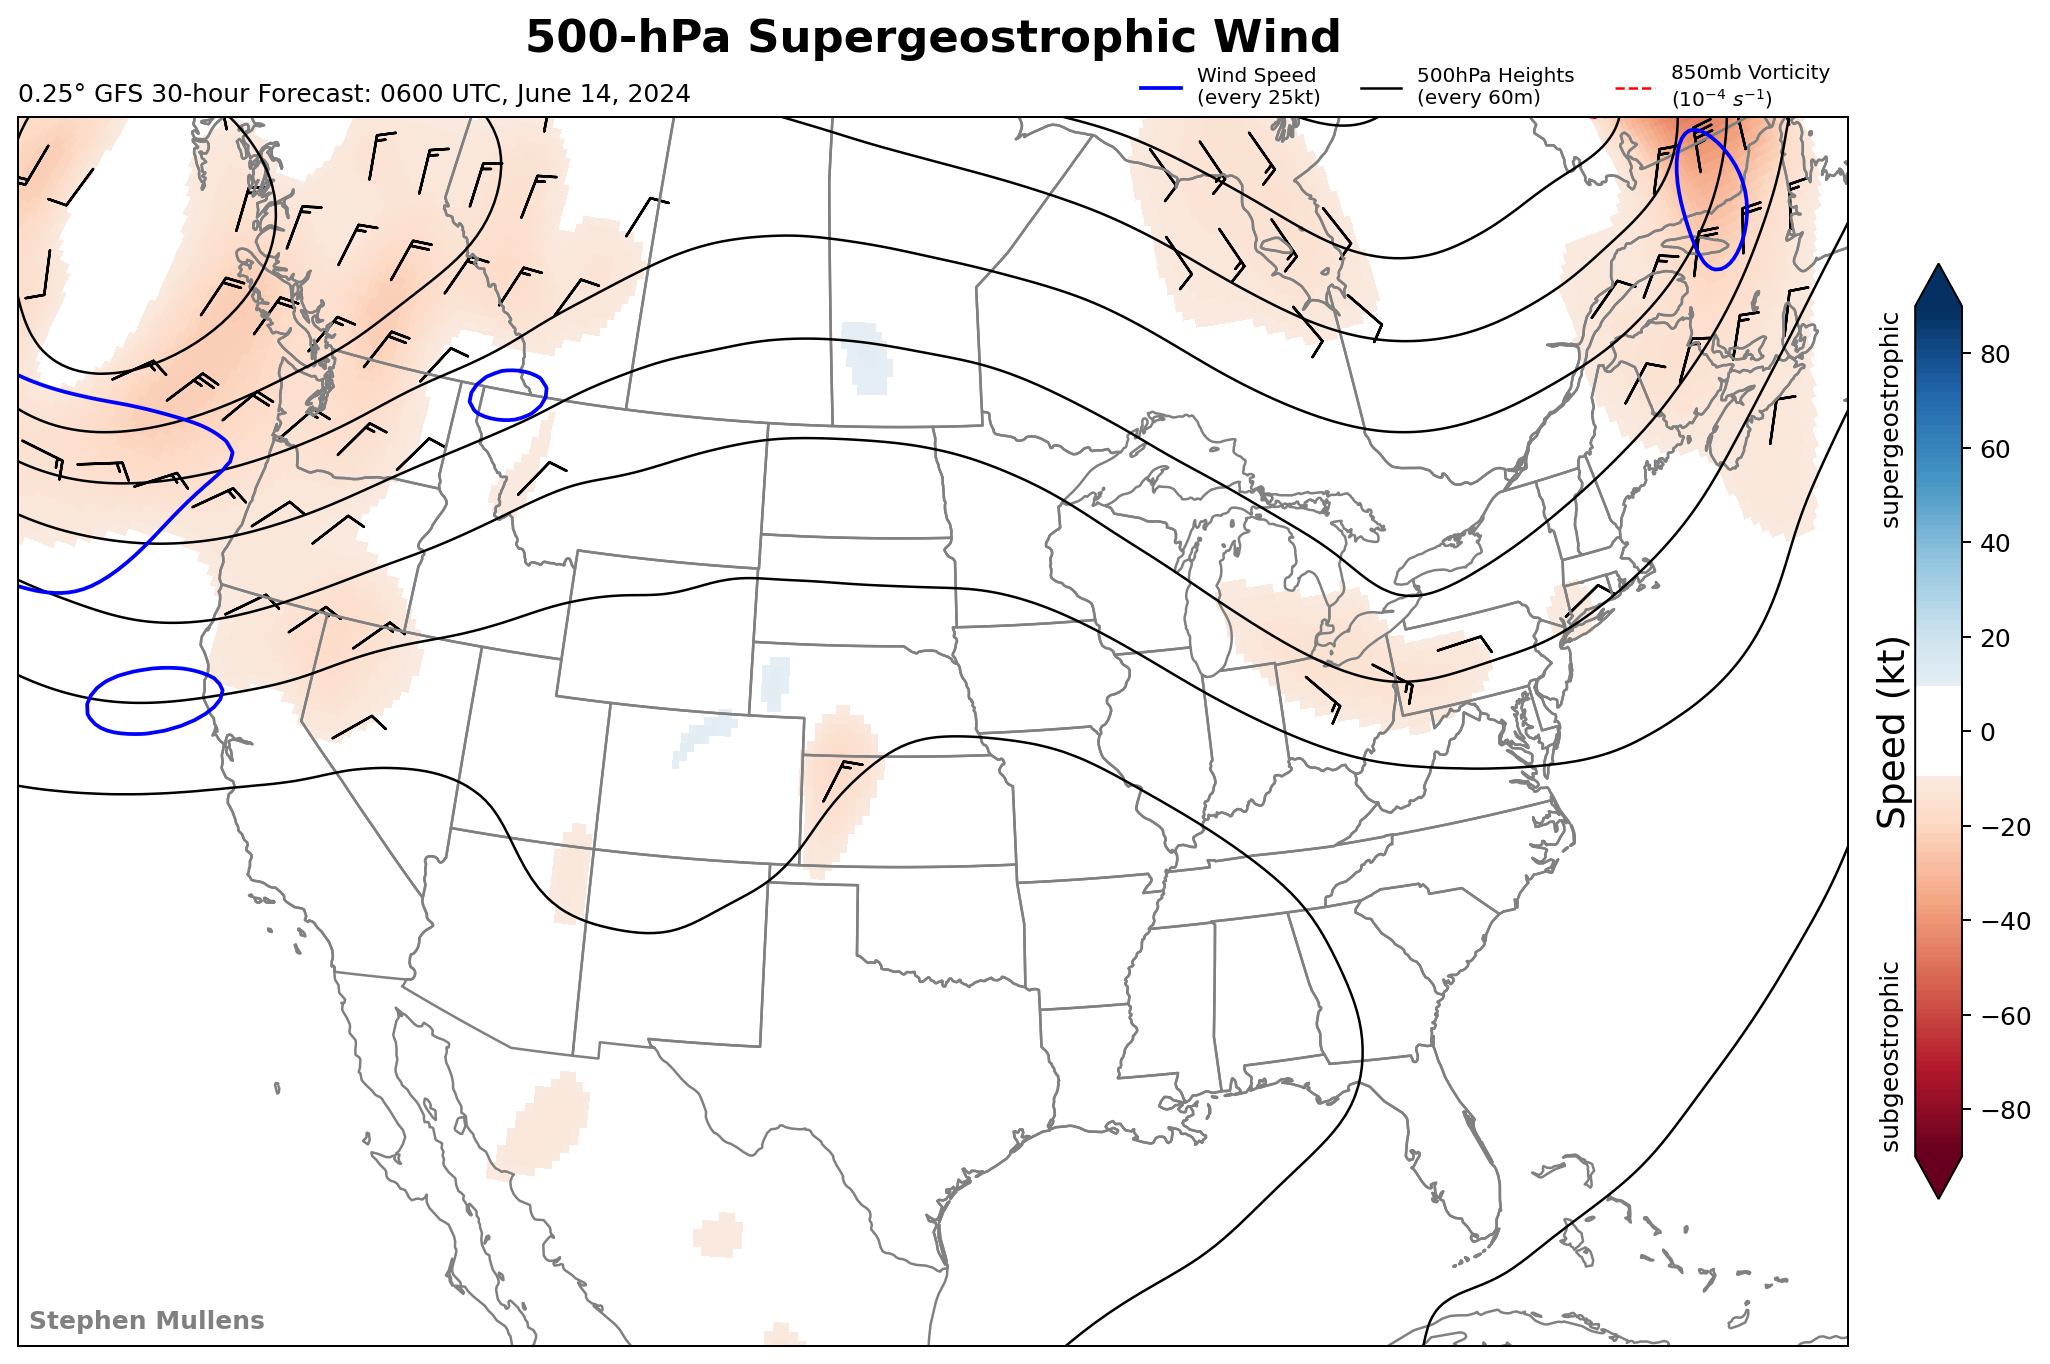 500-hPa Supergeostrophic Wind
0.25° GFS 30-hour Forecast: 0600 UTC, June 14, 2024
Wind Speed
(every 25kt)
500hPa Heights
(every 60m)
850mb Vorticity
(10⁻⁴ s⁻¹)
supergeostrophic
Speed (kt)
subgeostrophic
80
60
40
20
0
−20
−40
−60
−80
Stephen Mullens